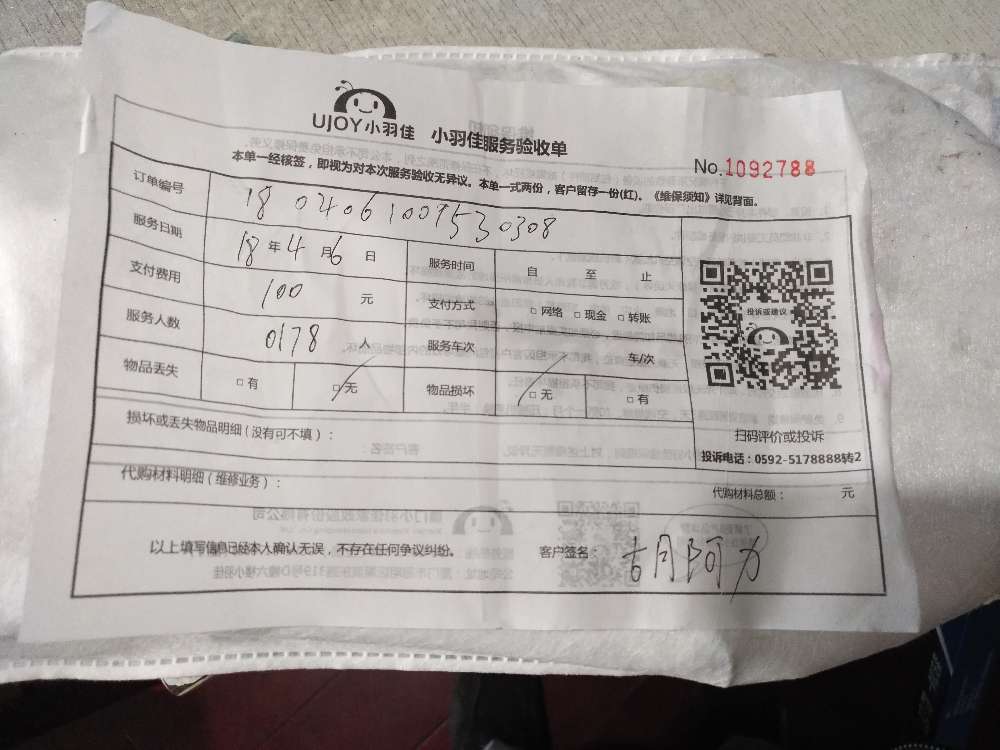 UJOY小羽佳 小羽佳服务验收单
本单一经核签，即视为对本次服务验收无异议。本单一式两份，客户留存一份(红)。《维保须知》详见背面。
No.1092788
订单编号 18 04061009530308
服务日期 18 年 4 月 6 日 服务时间 自 至 止
支付费用 100 元 支付方式 □ 网络 □ 现金 □ 转账
服务人数 0178 人 服务车次 车/次
物品丢失 □ 有 □ 无 物品损坏 □ 无 □ 有
投诉或建议
扫码评价或投诉
投诉电话：0592-5178888转2
损坏或丢失物品明细（没有可不填）：
代购材料明细（维修业务）：
代购材料总额： 元
以上填写信息已经本人确认无误，不存在任何争议纠纷。 客户签名： 吉月阿力